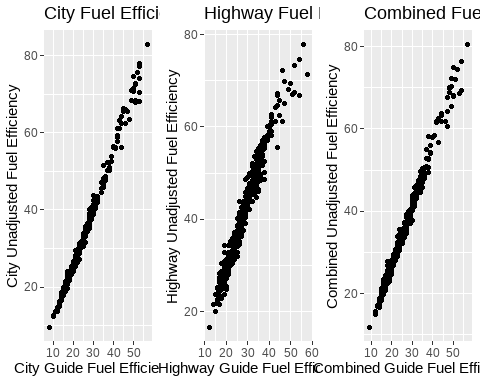 City Fuel Effici
Highway Fuel
Combined Fue
City Unadjusted Fuel Efficiency
80
60
40
20
10 20 30 40 50
City Guide Fuel Efficie
Highway Unadjusted Fuel Efficiency
80
60
40
20
10 20 30 40 50 60
Highway Guide Fuel Effi
Combined Unadjusted Fuel Efficiency
80
60
40
20
10 20 30 40 50
Combined Guide Fuel Effi